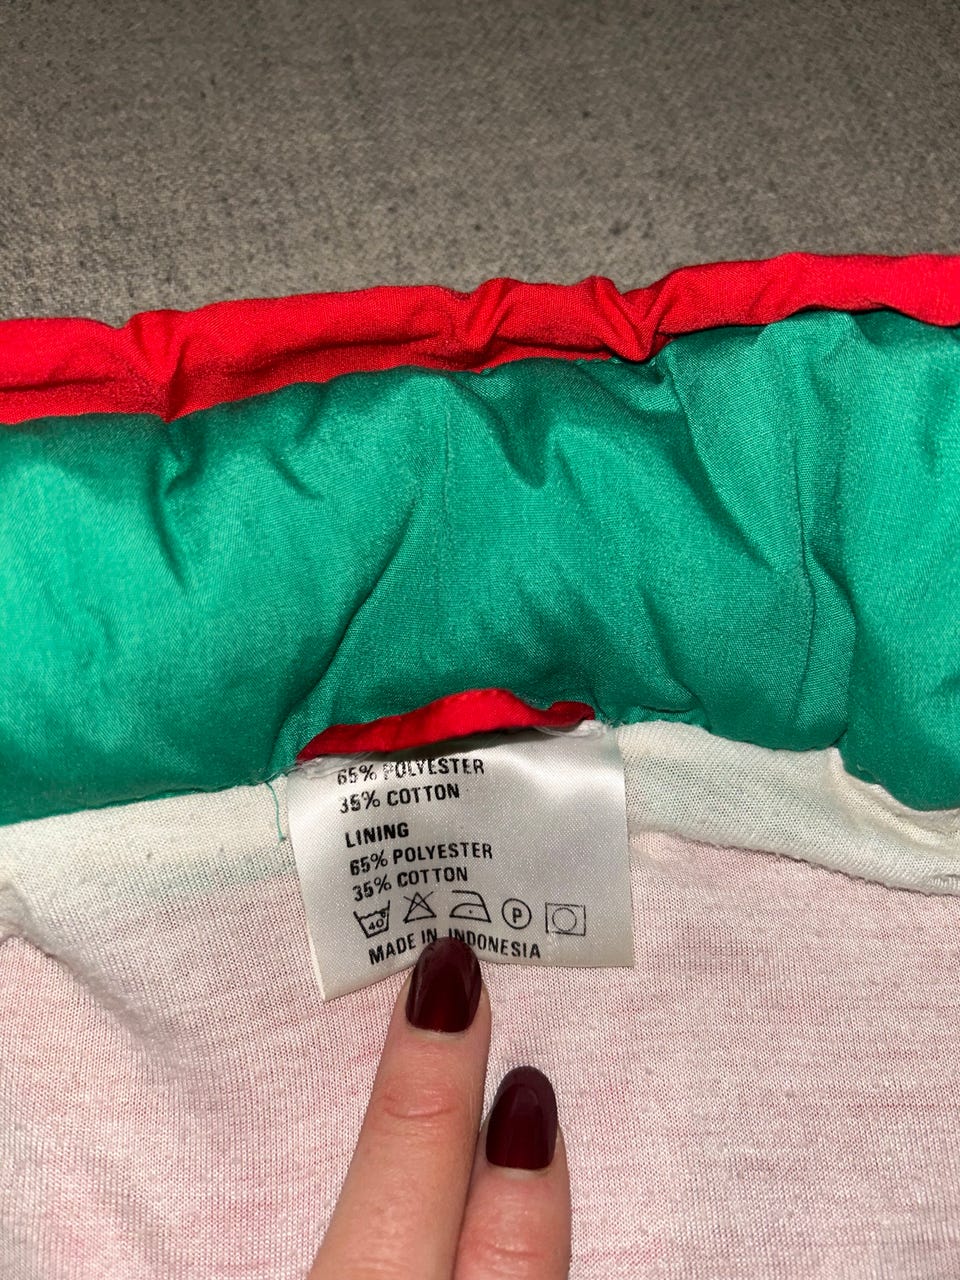 65% POLYESTER
35% COTTON
LINING
65% POLYESTER
35% COTTON
40° P
MADE IN INDONESIA